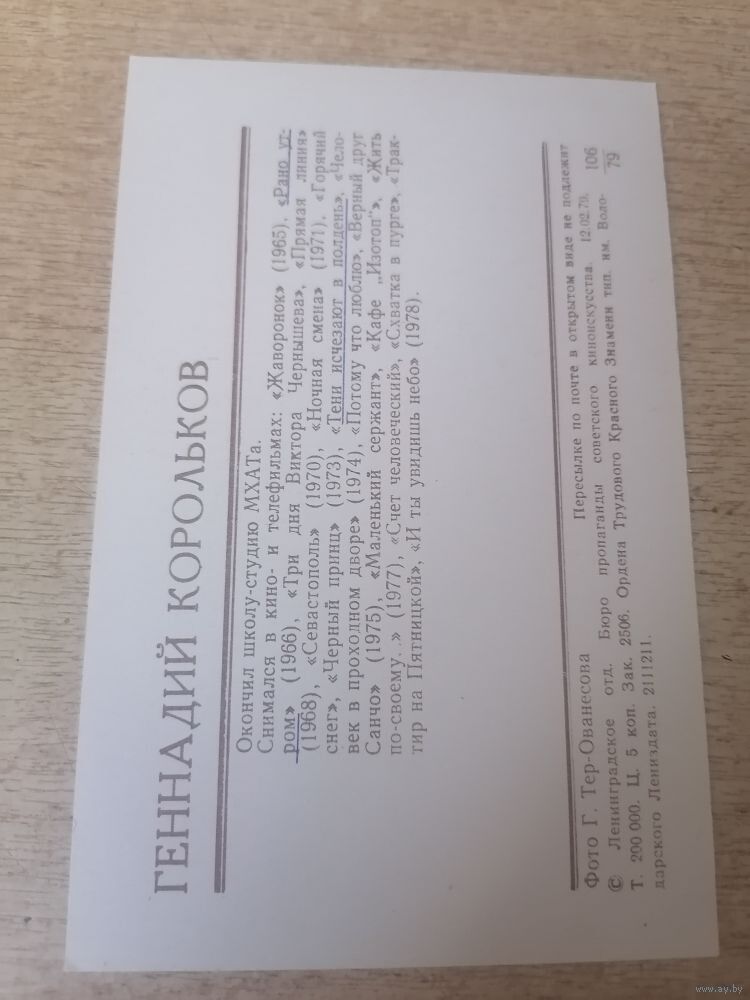 ГЕННАДИЙ КОРОЛЬКОВ
Окончил школу-студию МХАТа.
Снимался в кино- и телефильмах: «Жаворонок» (1965), «Рано ут-
ром» (1966), «Три дня Виктора Чернышева», «Прямая линия»
(1968), «Севастополь» (1970), «Ночная смена» (1971), «Горячий
снег», «Черный принц» (1973), «Тени исчезают в полдень», «Чело-
век в проходном дворе» (1974), «Потому что люблю», «Верный друг
Санчо» (1975), «Маленький сержант», «Кафе „Изотоп"», «Жить
по-своему..» (1977), «Счет человеческий», «Схватка в пурге», «Трак-
тир на Пятницкой», «И ты увидишь небо» (1978).
Фото Г. Тер-Ованесова Пересылке по почте в открытом виде не подлежит
© Ленинградское отд. Бюро пропаганды советского киноискусства. 12.02.79. 106/79
Т. 200 000. Ц. 5 коп. Зак. 2506. Ордена Трудового Красного Знамени тип. им. Воло-
дарского Лениздата. 2111211.
www.ay.by